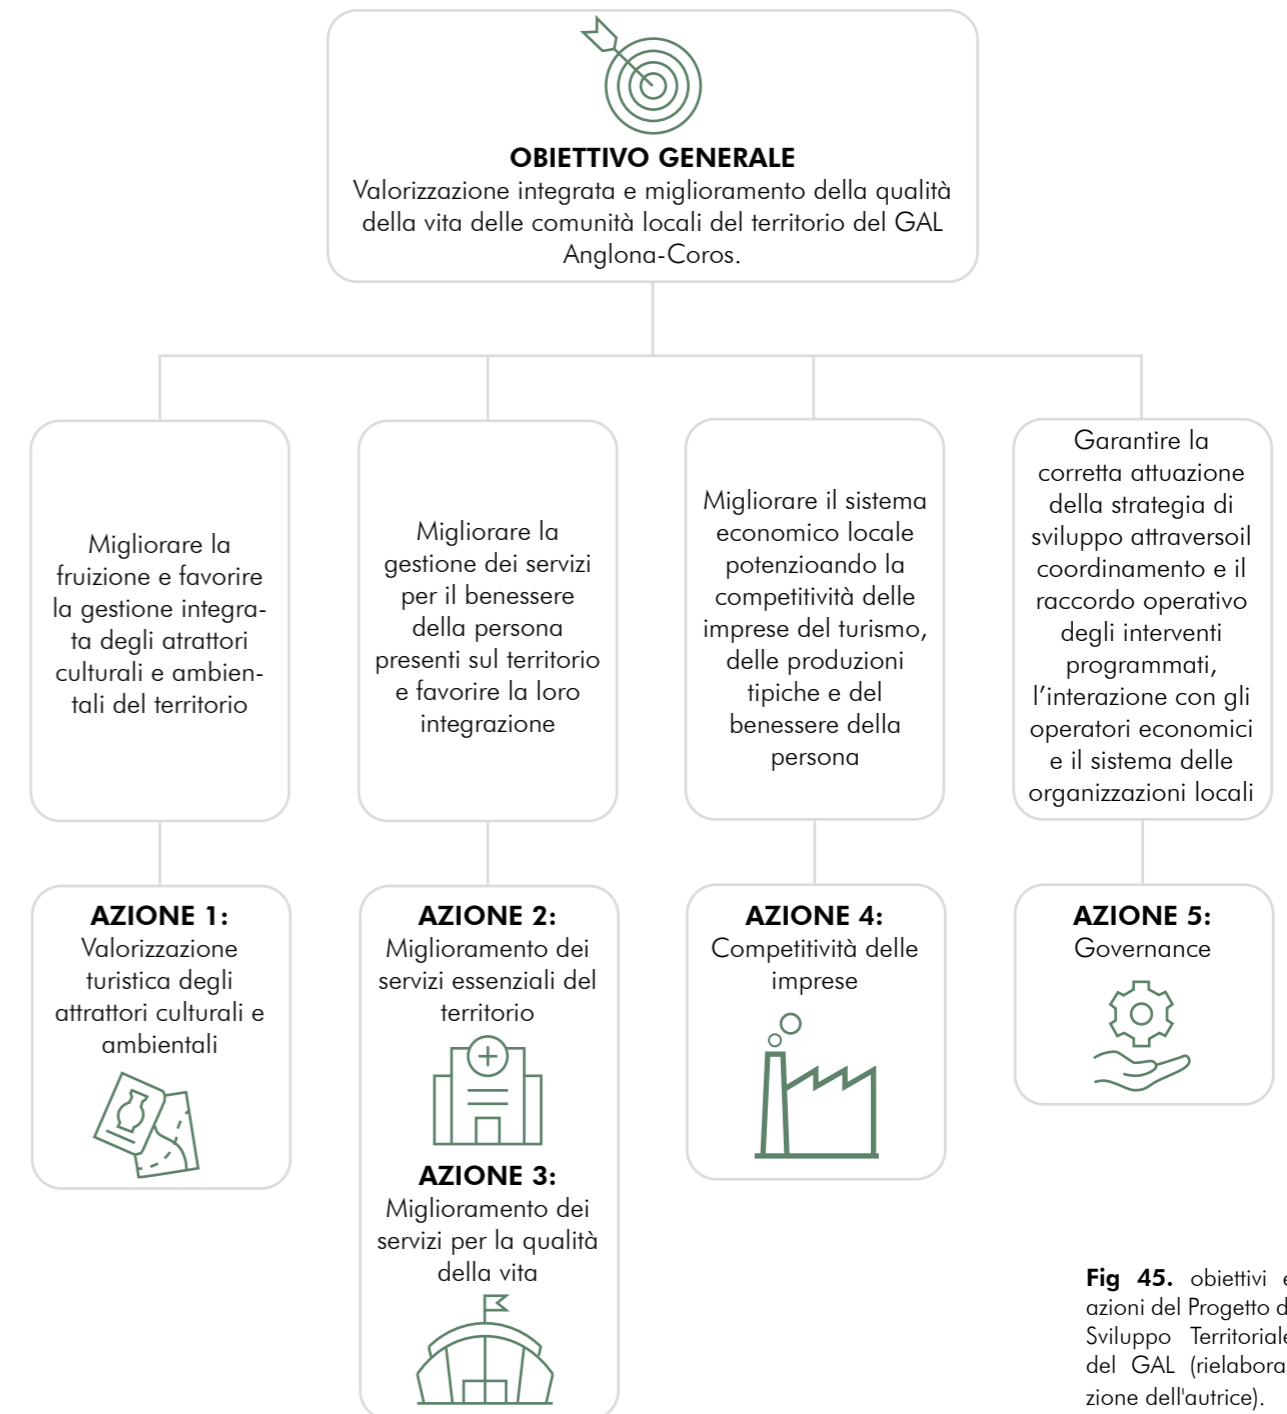 OBIETTIVO GENERALE
Valorizzazione integrata e miglioramento della qualità
della vita delle comunità locali del territorio del GAL
Anglona-Coros.
Migliorare la
fruizione e favorire
la gestione integra-
ta degli atrattori
culturali e ambien-
tali del territorio
Migliorare la
gestione dei servizi
per il benessere
della persona
presenti sul territorio
e favorire la loro
integrazione
Migliorare il sistema
economico locale
potenzioando la
competitività delle
imprese del turismo,
delle produzioni
tipiche e del
benessere della
persona
Garantire la
corretta attuazione
della strategia di
sviluppo attraversoil
coordinamento e il
raccordo operativo
degli interventi
programmati,
l'interazione con gli
operatori economici
e il sistema delle
organizzazioni locali
AZIONE 1:
Valorizzazione
turistica degli
attrattori culturali e
ambientali
AZIONE 2:
Miglioramento dei
servizi essenziali del
territorio
AZIONE 3:
Miglioramento dei
servizi per la qualità
della vita
AZIONE 4:
Competitività delle
imprese
AZIONE 5:
Governance
Fig 45. obiettivi e
azioni del Progetto d
Sviluppo Territoriale
del GAL (rielabora
zione dell'autrice).